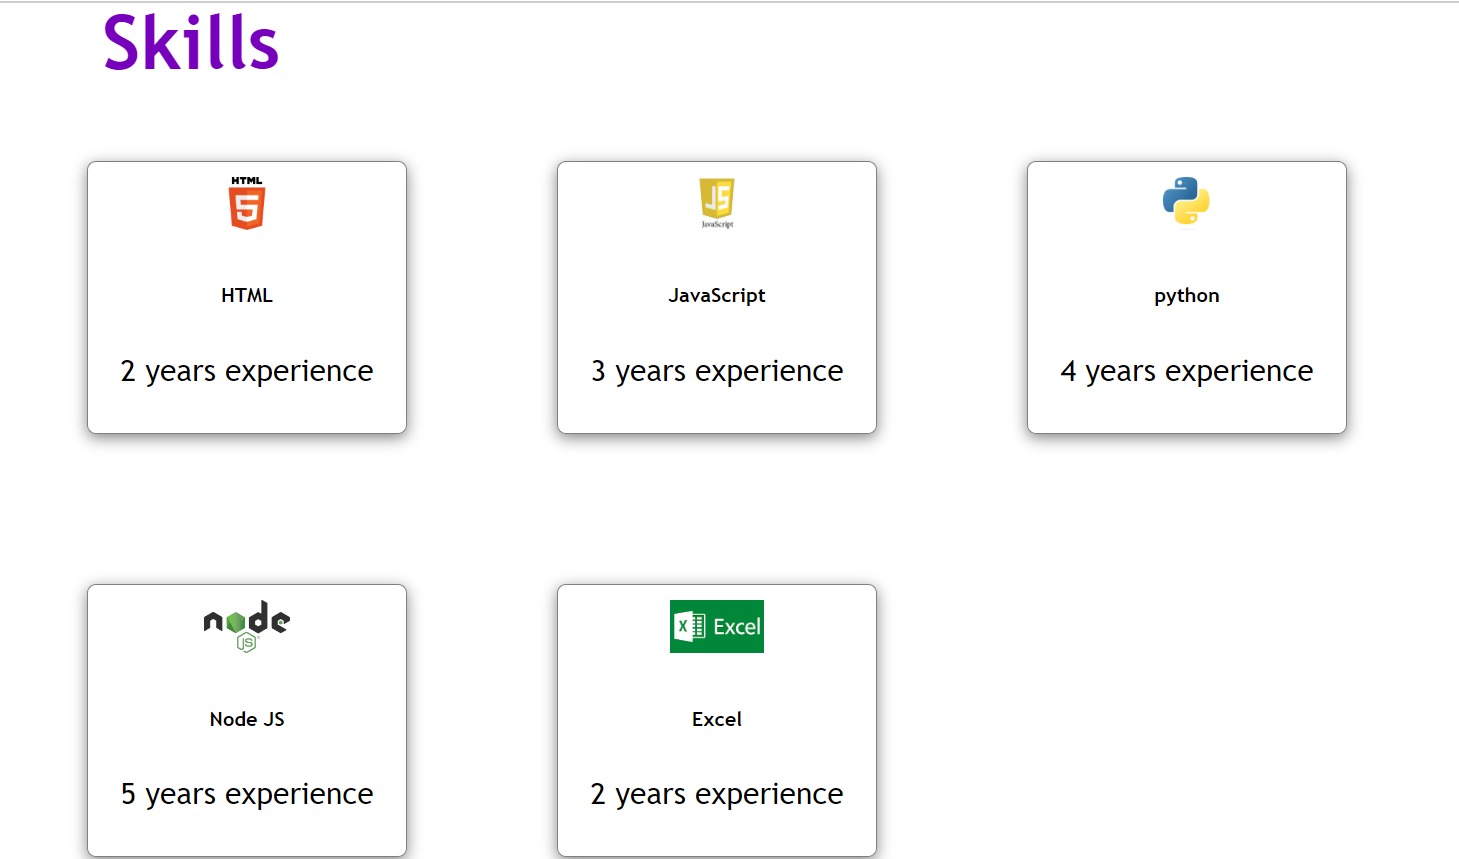 Skills
HTML
5
HTML
2 years experience
JS
JavaScript
JavaScript
3 years experience
python
4 years experience
node
JS
Node JS
5 years experience
X Excel
Excel
2 years experience